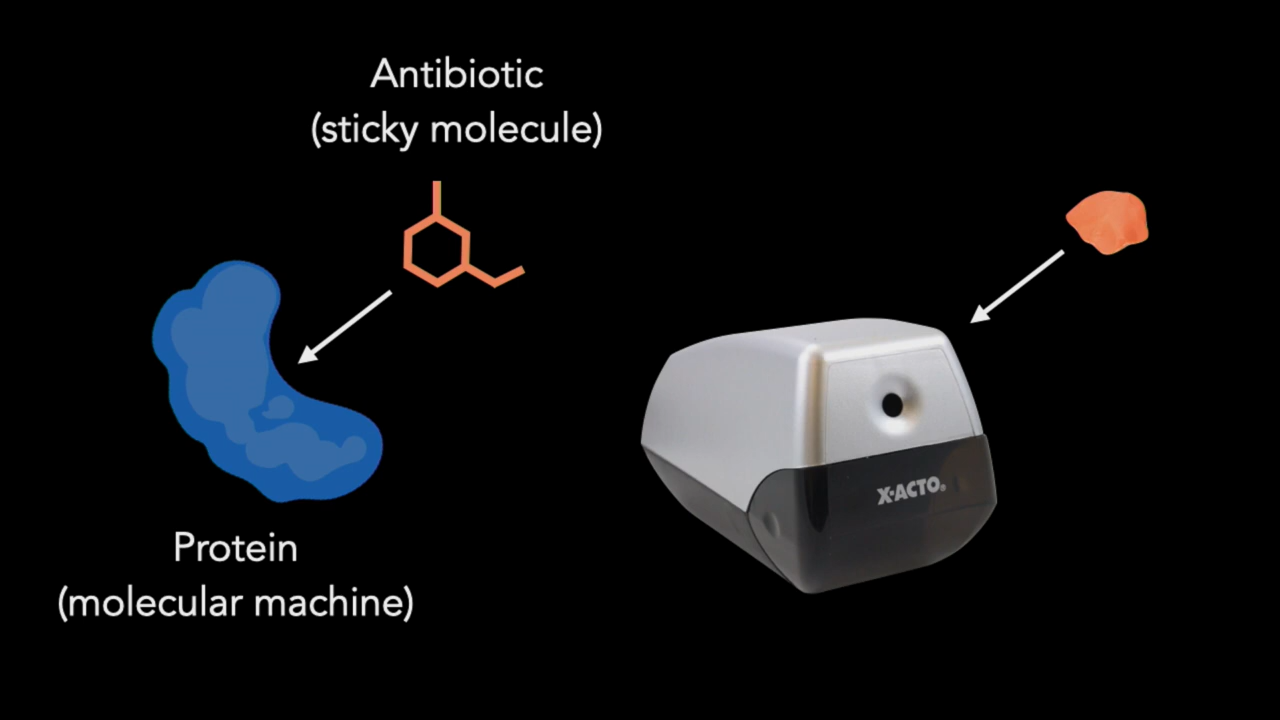 Antibiotic
(sticky molecule)
X-ACTO®
Protein
(molecular machine)